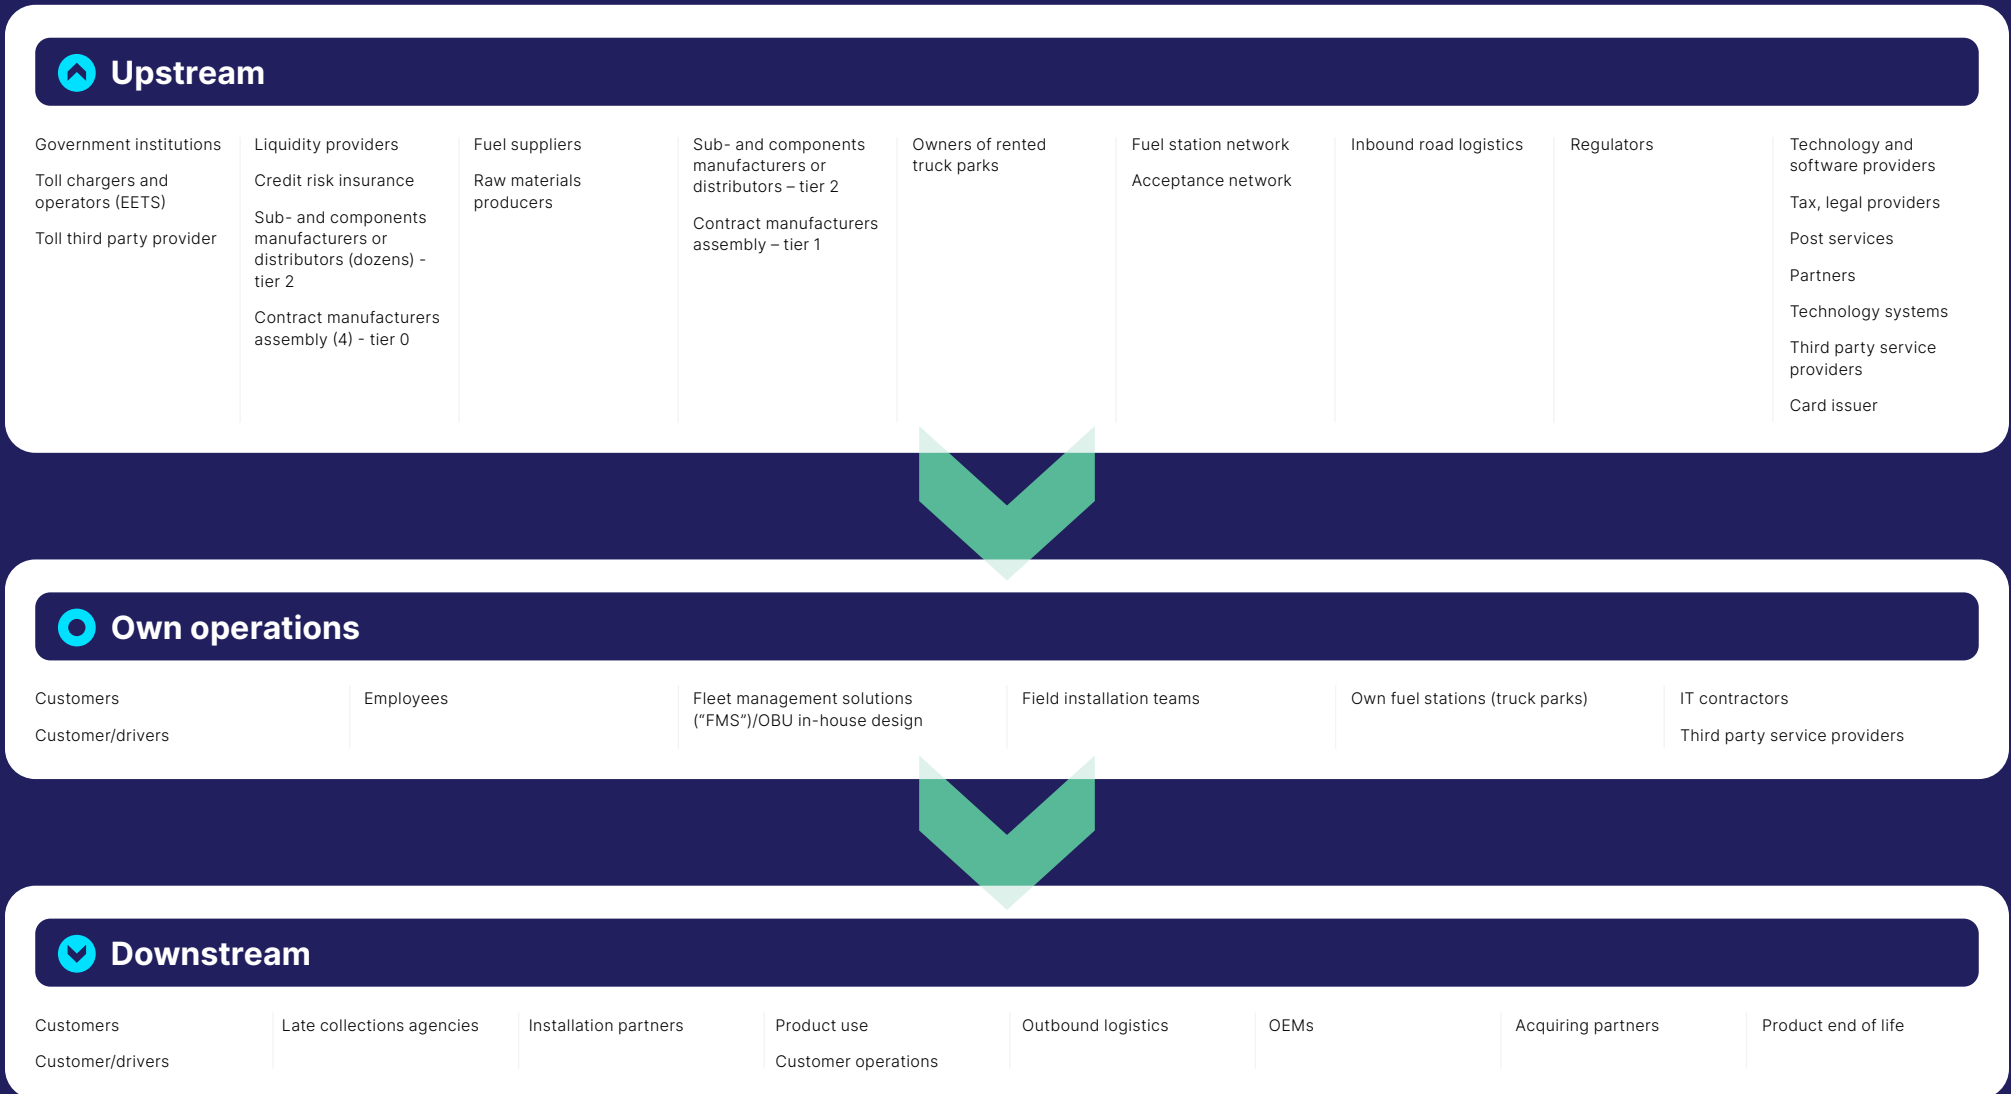 Upstream
Government institutions
Toll chargers and
operators (EETS)
Toll third party provider
Liquidity providers
Credit risk insurance
Sub- and components
manufacturers or
distributors (dozens) -
tier 2
Contract manufacturers
assembly (4) - tier 0
Fuel suppliers
Raw materials
producers
Sub- and components
manufacturers or
distributors – tier 2
Contract manufacturers
assembly – tier 1
Owners of rented
truck parks
Fuel station network
Acceptance network
Inbound road logistics
Regulators
Technology and
software providers
Tax, legal providers
Post services
Partners
Technology systems
Third party service
providers
Card issuer
Own operations
Customers
Customer/drivers
Employees
Fleet management solutions
(“FMS”)/OBU in-house design
Field installation teams
Own fuel stations (truck parks)
IT contractors
Third party service providers
Downstream
Customers
Customer/drivers
Late collections agencies
Installation partners
Product use
Customer operations
Outbound logistics
OEMs
Acquiring partners
Product end of life